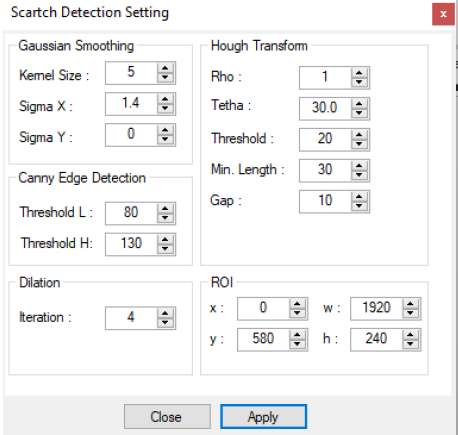 Scartch Detection Setting
x
Gaussian Smoothing
Kernel Size : 5
Sigma X : 1.4
Sigma Y : 0
Canny Edge Detection
Threshold L : 80
Threshold H: 130
Dilation
Iteration : 4
Hough Transform
Rho : 1
Tetha : 30.0
Threshold : 20
Min. Length : 30
Gap : 10
ROI
x : 0 w : 1920
y : 580 h : 240
Close Apply